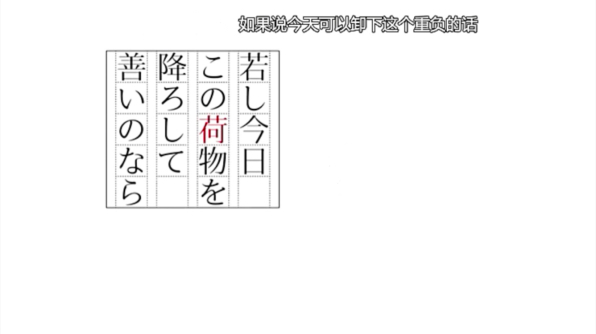 如果说今天可以卸下这个重负的话
若し今日
この荷物を
降ろして
善いのなら